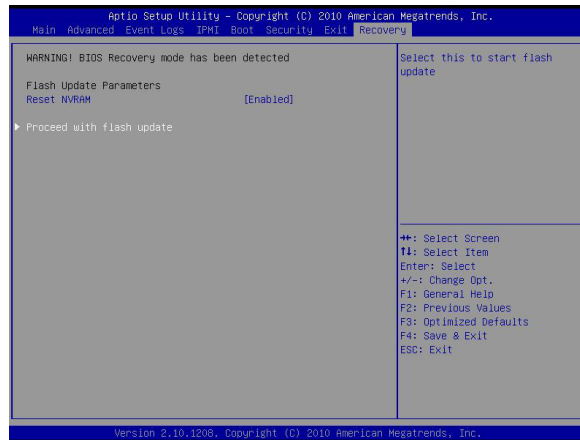 Aptio Setup Utility – Copyright (C) 2010 American Megatrends, Inc.
Main Advanced Event Logs IPMI Boot Security Exit Recovery
WARNING! BIOS Recovery mode has been detected
Flash Update Parameters
Reset NVRAM [Enabled]
Proceed with flash update
Select this to start flash
update
→←: Select Screen
↑↓: Select Item
Enter: Select
+/-: Change Opt.
F1: General Help
F2: Previous Values
F3: Optimized Defaults
F4: Save & Exit
ESC: Exit
Version 2.10.1208. Copyright (C) 2010 American Megatrends, Inc.